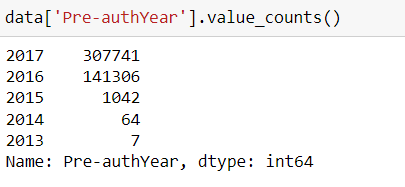 data['Pre-authYear'].value_counts()
2017    307741
2016    141306
2015      1042
2014        64
2013         7
Name: Pre-authYear, dtype: int64